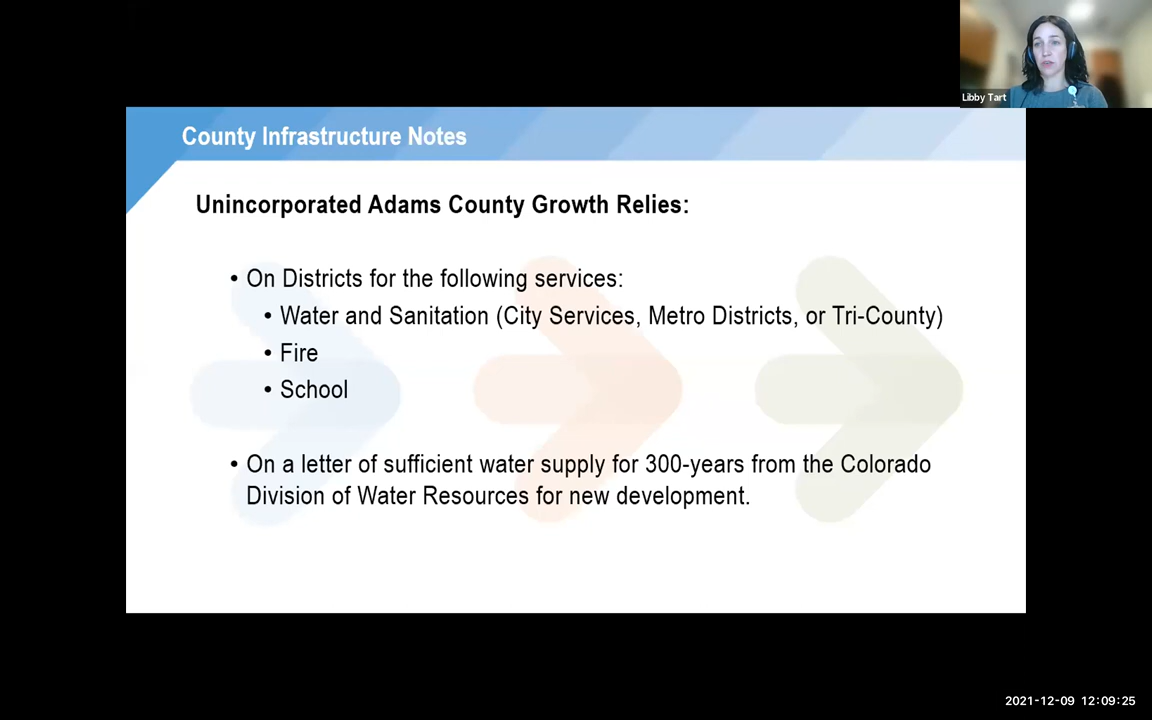 Libby Tart
County Infrastructure Notes
Unincorporated Adams County Growth Relies:
• On Districts for the following services:
• Water and Sanitation (City Services, Metro Districts, or Tri-County)
• Fire
• School
• On a letter of sufficient water supply for 300-years from the Colorado
Division of Water Resources for new development.
2021-12-09 12:09:25